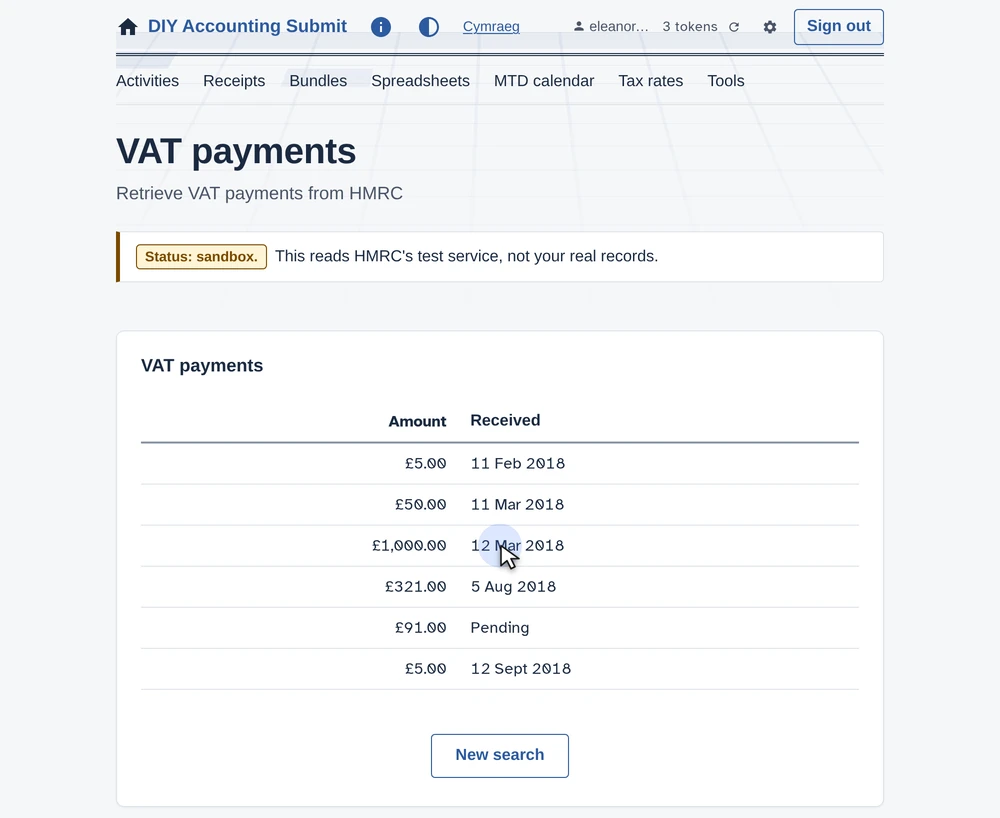 DIY Accounting Submit Cymraeg eleanor... 3 tokens Sign out
Activities Receipts Bundles Spreadsheets MTD calendar Tax rates Tools
VAT payments
Retrieve VAT payments from HMRC
Status: sandbox. This reads HMRC's test service, not your real records.
VAT payments
Amount Received
£5.00 11 Feb 2018
£50.00 11 Mar 2018
£1,000.00 12 Mar 2018
£321.00 5 Aug 2018
£91.00 Pending
£5.00 12 Sept 2018
New search